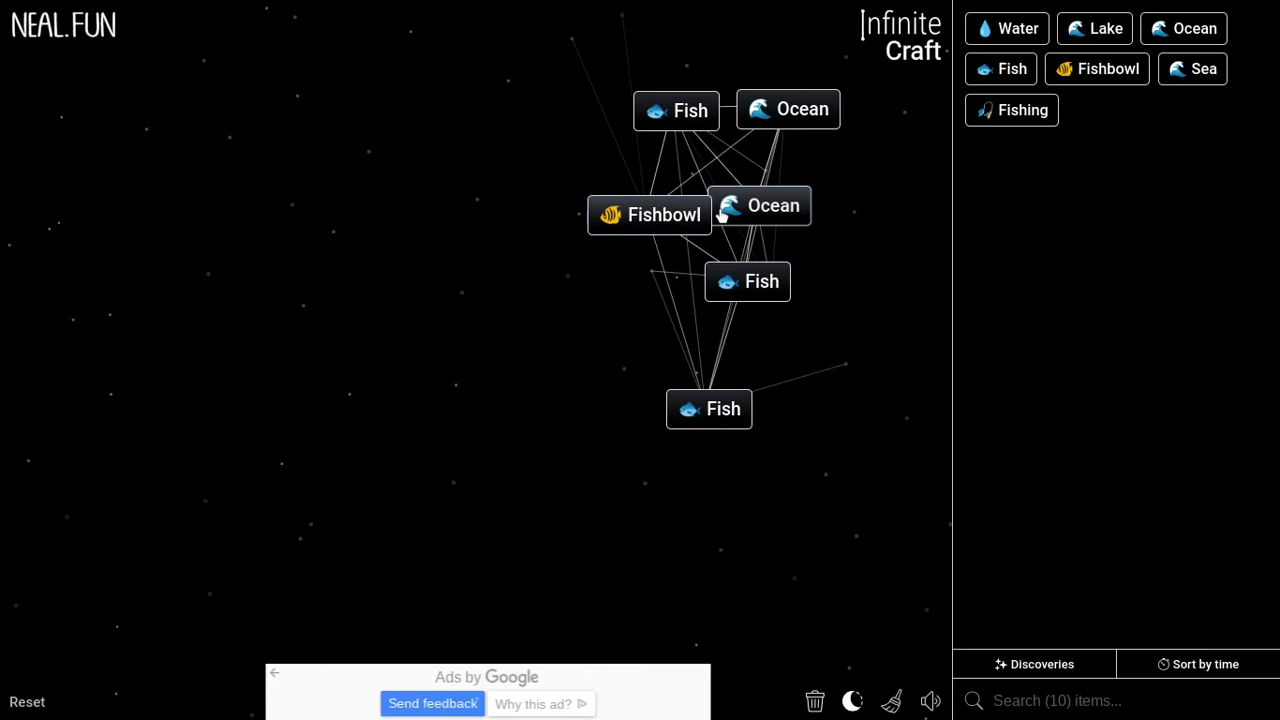 NEAL.FUN
Infinite
Craft
Water
Lake
Ocean
Fish
Fishbowl
Sea
Fishing
Fish
Ocean
Fishbowl
Ocean
Fish
Fish
Ads by Google
Send feedback
Why this ad?
Reset
Discoveries
Sort by time
Search (10) items...